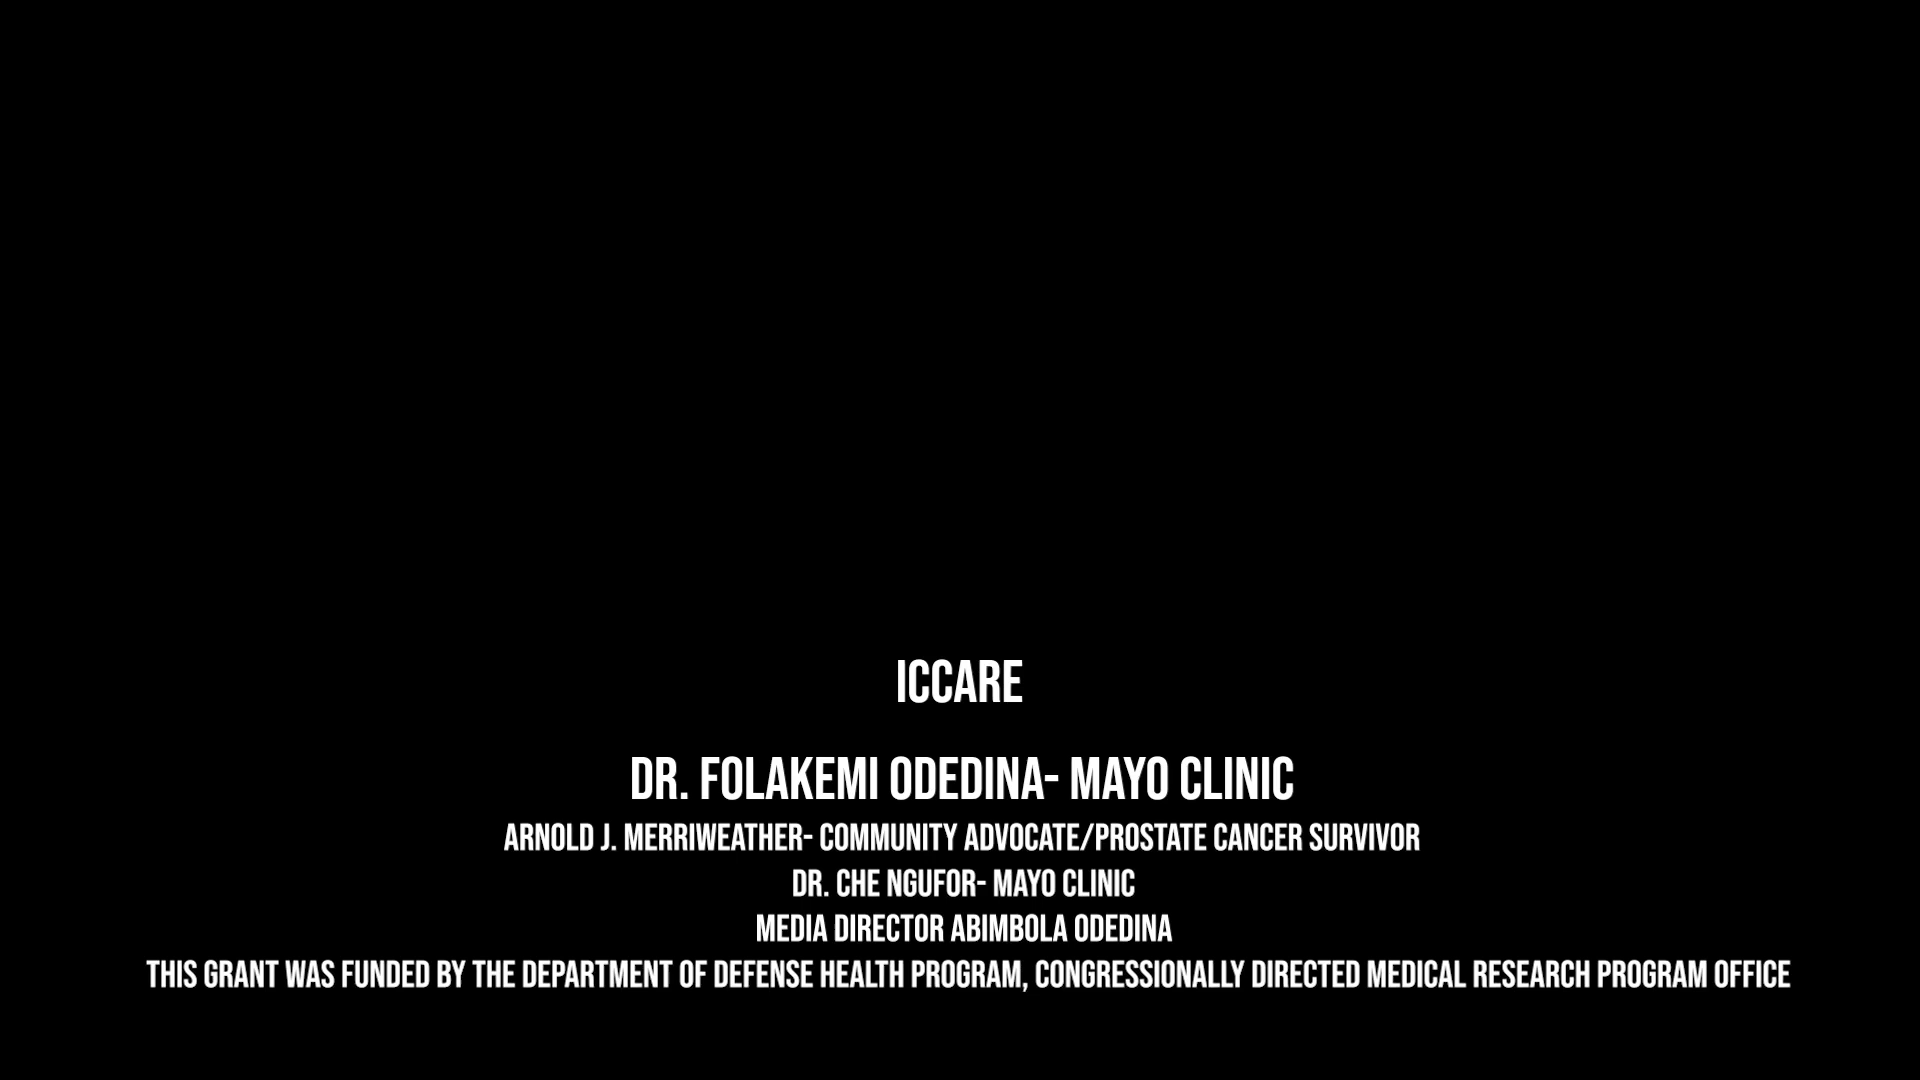 ICCARE
DR. FOLAKEMI ODEDINA- MAYO CLINIC
ARNOLD J. MERRIWEATHER- COMMUNITY ADVOCATE/PROSTATE CANCER SURVIVOR
DR. CHE NGUFOR- MAYO CLINIC
MEDIA DIRECTOR ABIMBOLA ODEDINA
THIS GRANT WAS FUNDED BY THE DEPARTMENT OF DEFENSE HEALTH PROGRAM, CONGRESSIONALLY DIRECTED MEDICAL RESEARCH PROGRAM OFFICE